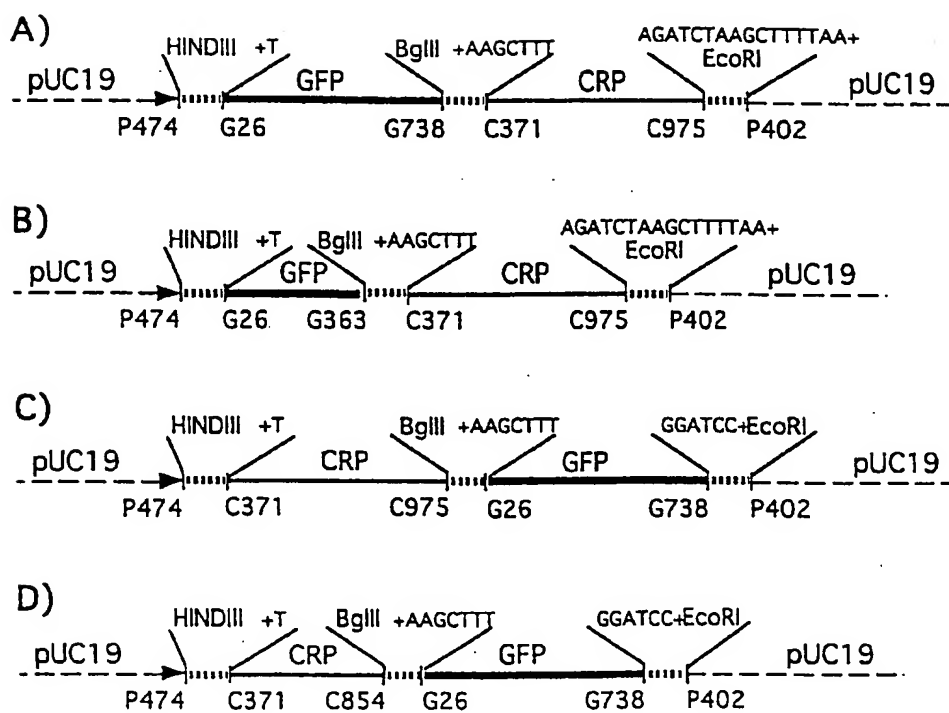 A)
HINDIII +T BglII +AAGCTTT AGATCTAAGCTTTTAA+
EcoRI
pUC19 GFP CRP pUC19
P474 G26 G738 C371 C975 P402
B)
HINDIII +T BglII +AAGCTTT AGATCTAAGCTTTTAA+
EcoRI
pUC19 GFP CRP pUC19
P474 G26 G363 C371 C975 P402
C)
HINDIII +T BglII +AAGCTTT GGATCC+EcoRI
pUC19 CRP GFP pUC19
P474 C371 C975 G26 G738 P402
D)
HINDIII +T BglII +AAGCTTT GGATCC+EcoRI
pUC19 CRP GFP pUC19
P474 C371 C854 G26 G738 P402